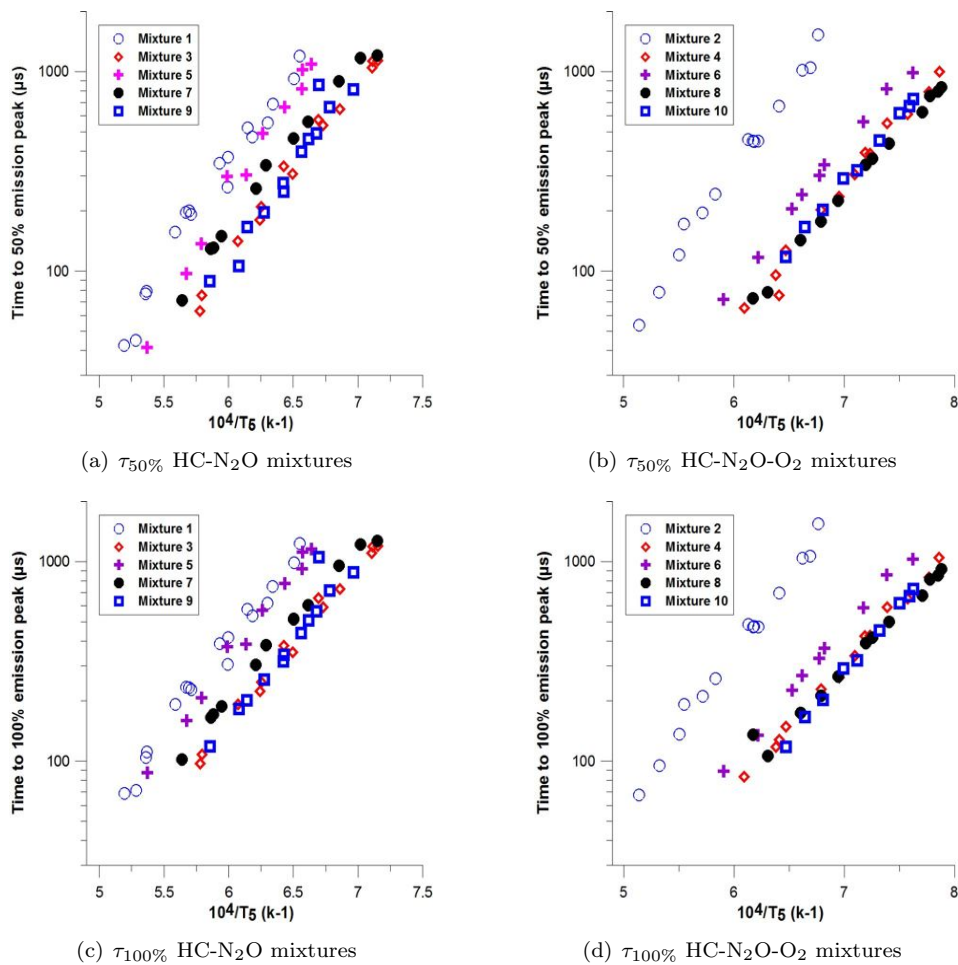 Time to 50% emission peak (µs)
1000
100
Mixture 1
Mixture 3
Mixture 5
Mixture 7
Mixture 9
5 5.5 6 6.5 7 7.5
10⁴/T₅ (k-1)
(a) τ₅₀% HC-N₂O mixtures
Time to 50% emission peak (µs)
1000
100
Mixture 2
Mixture 4
Mixture 6
Mixture 8
Mixture 10
5 6 7 8
10⁴/T₅ (k-1)
(b) τ₅₀% HC-N₂O-O₂ mixtures
Time to 100% emission peak (µs)
1000
100
Mixture 1
Mixture 3
Mixture 5
Mixture 7
Mixture 9
5 5.5 6 6.5 7 7.5
10⁴/T₅ (k-1)
(c) τ₁₀₀% HC-N₂O mixtures
Time to 100% emission peak (µs)
1000
100
Mixture 2
Mixture 4
Mixture 6
Mixture 8
Mixture 10
5 6 7 8
10⁴/T₅ (k-1)
(d) τ₁₀₀% HC-N₂O-O₂ mixtures